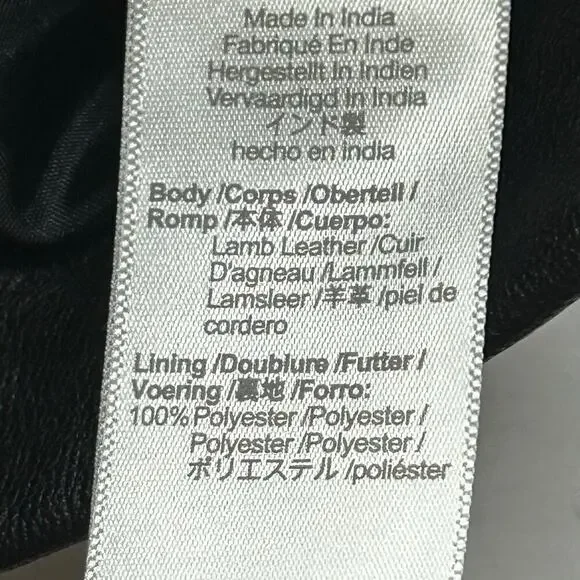 Made In India
Fabriqué En Inde
Hergestellt In Indien
Vervaardigd In India
インド製
hecho en india
Body /Corps /Obertell /
Romp /本体 /Cuerpo:
Lamb Leather /Cuir
D'agneau /Lammfell /
Lamsleer /羊革 /piel de
cordero
Lining /Doublure /Futter /
Voering /裏地 /Forro:
100% Polyester /Polyester /
Polyester /Polyester /
ポリエステル /poliéster